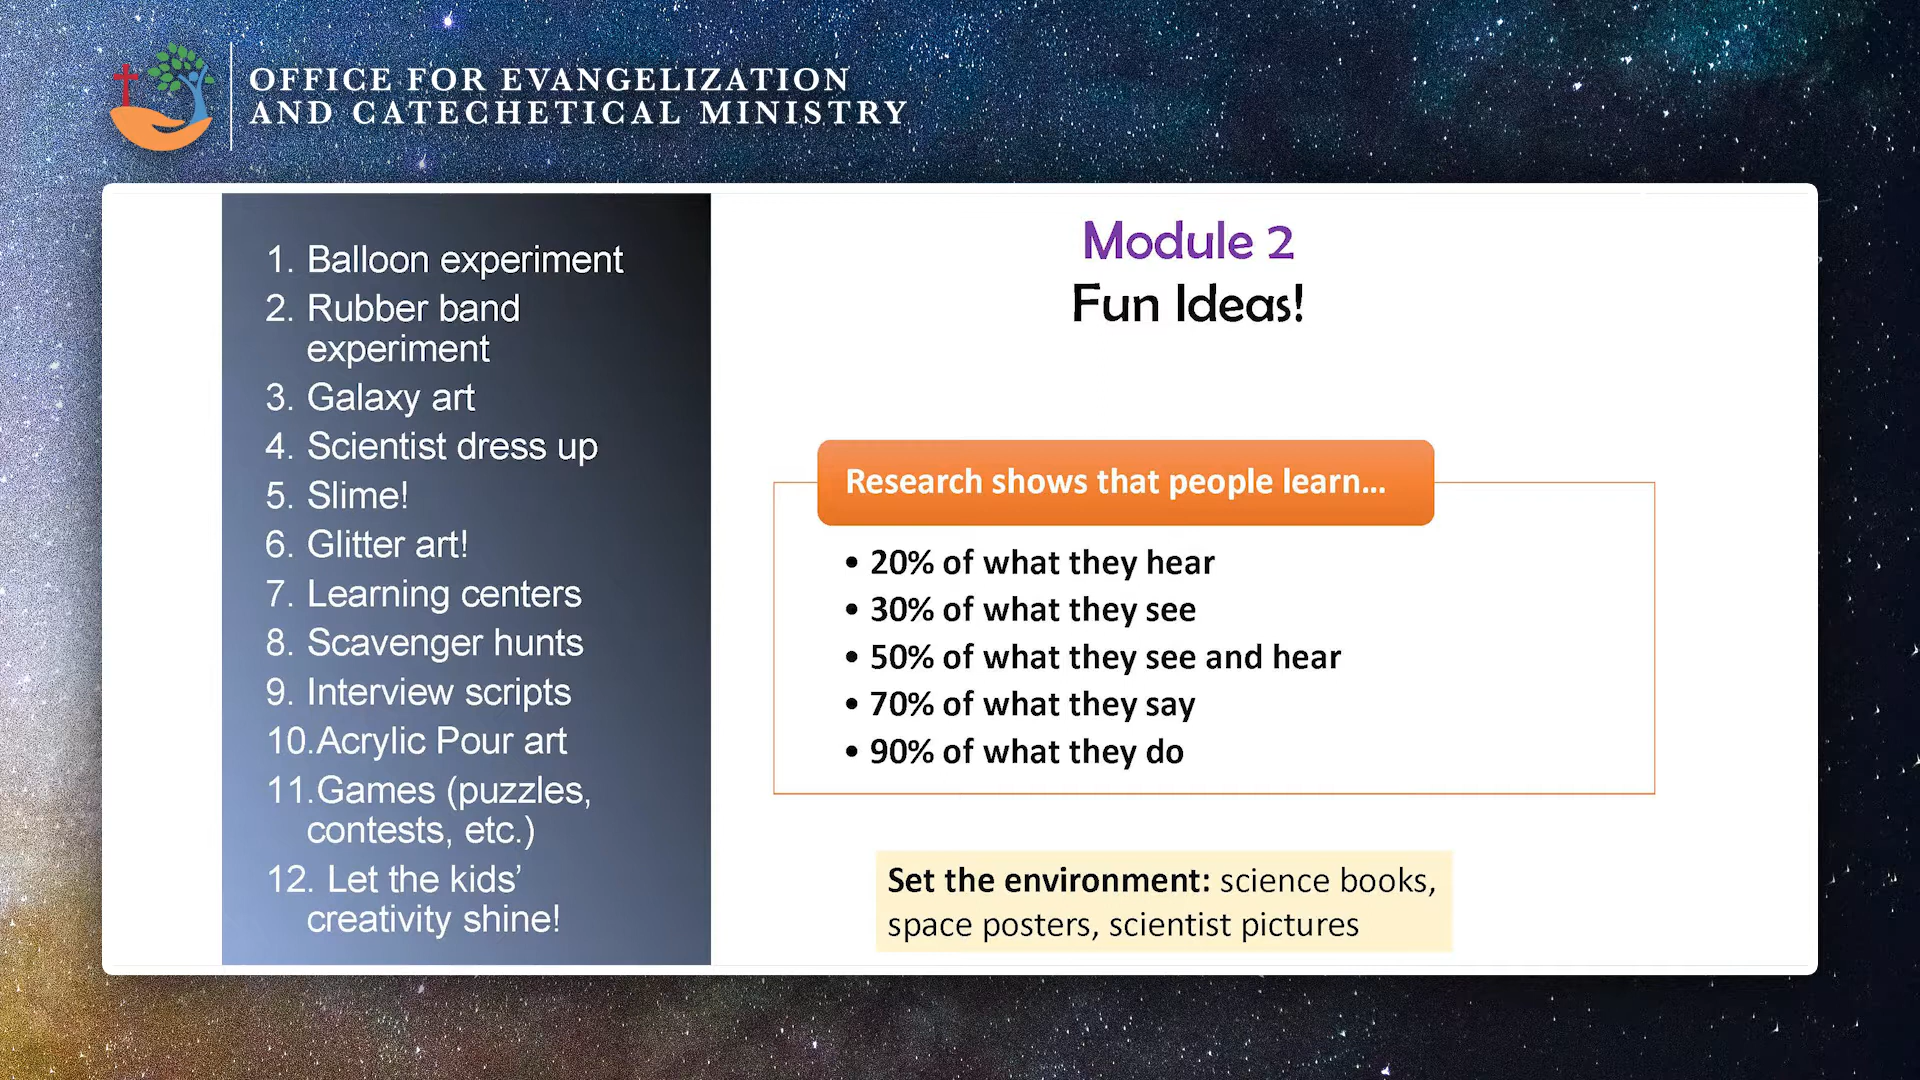 OFFICE FOR EVANGELIZATION
AND CATECHETICAL MINISTRY
1. Balloon experiment
2. Rubber band
experiment
3. Galaxy art
4. Scientist dress up
5. Slime!
6. Glitter art!
7. Learning centers
8. Scavenger hunts
9. Interview scripts
10.Acrylic Pour art
11.Games (puzzles,
contests, etc.)
12. Let the kids’
creativity shine!
Module 2
Fun Ideas!
Research shows that people learn...
• 20% of what they hear
• 30% of what they see
• 50% of what they see and hear
• 70% of what they say
• 90% of what they do
Set the environment: science books,
space posters, scientist pictures